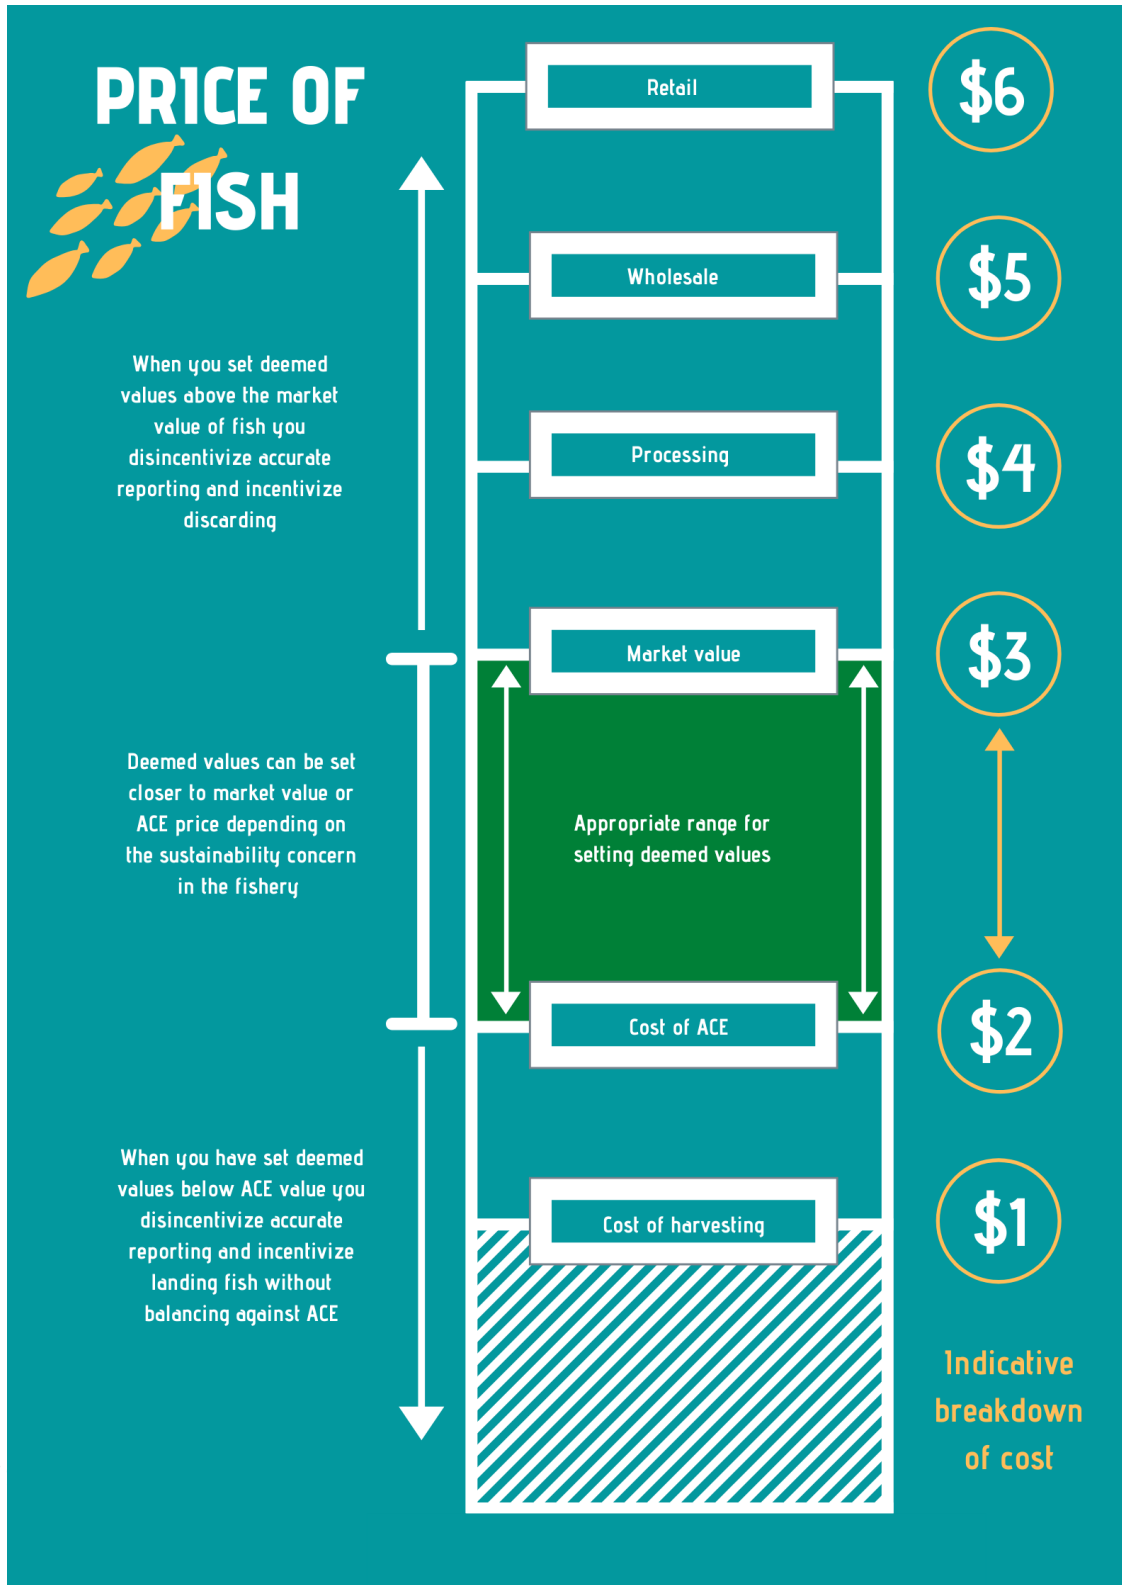 PRICE OF
FISH
Retail
$6
Wholesale
$5
When you set deemed
values above the market
value of fish you
disincentivize accurate
reporting and incentivize
discarding
Processing
$4
Market value
$3
Deemed values can be set
closer to market value or
ACE price depending on
the sustainability concern
in the fishery
Appropriate range for
setting deemed values
Cost of ACE
$2
When you have set deemed
values below ACE value you
disincentivize accurate
reporting and incentivize
landing fish without
balancing against ACE
Cost of harvesting
$1
Indicative
breakdown
of cost